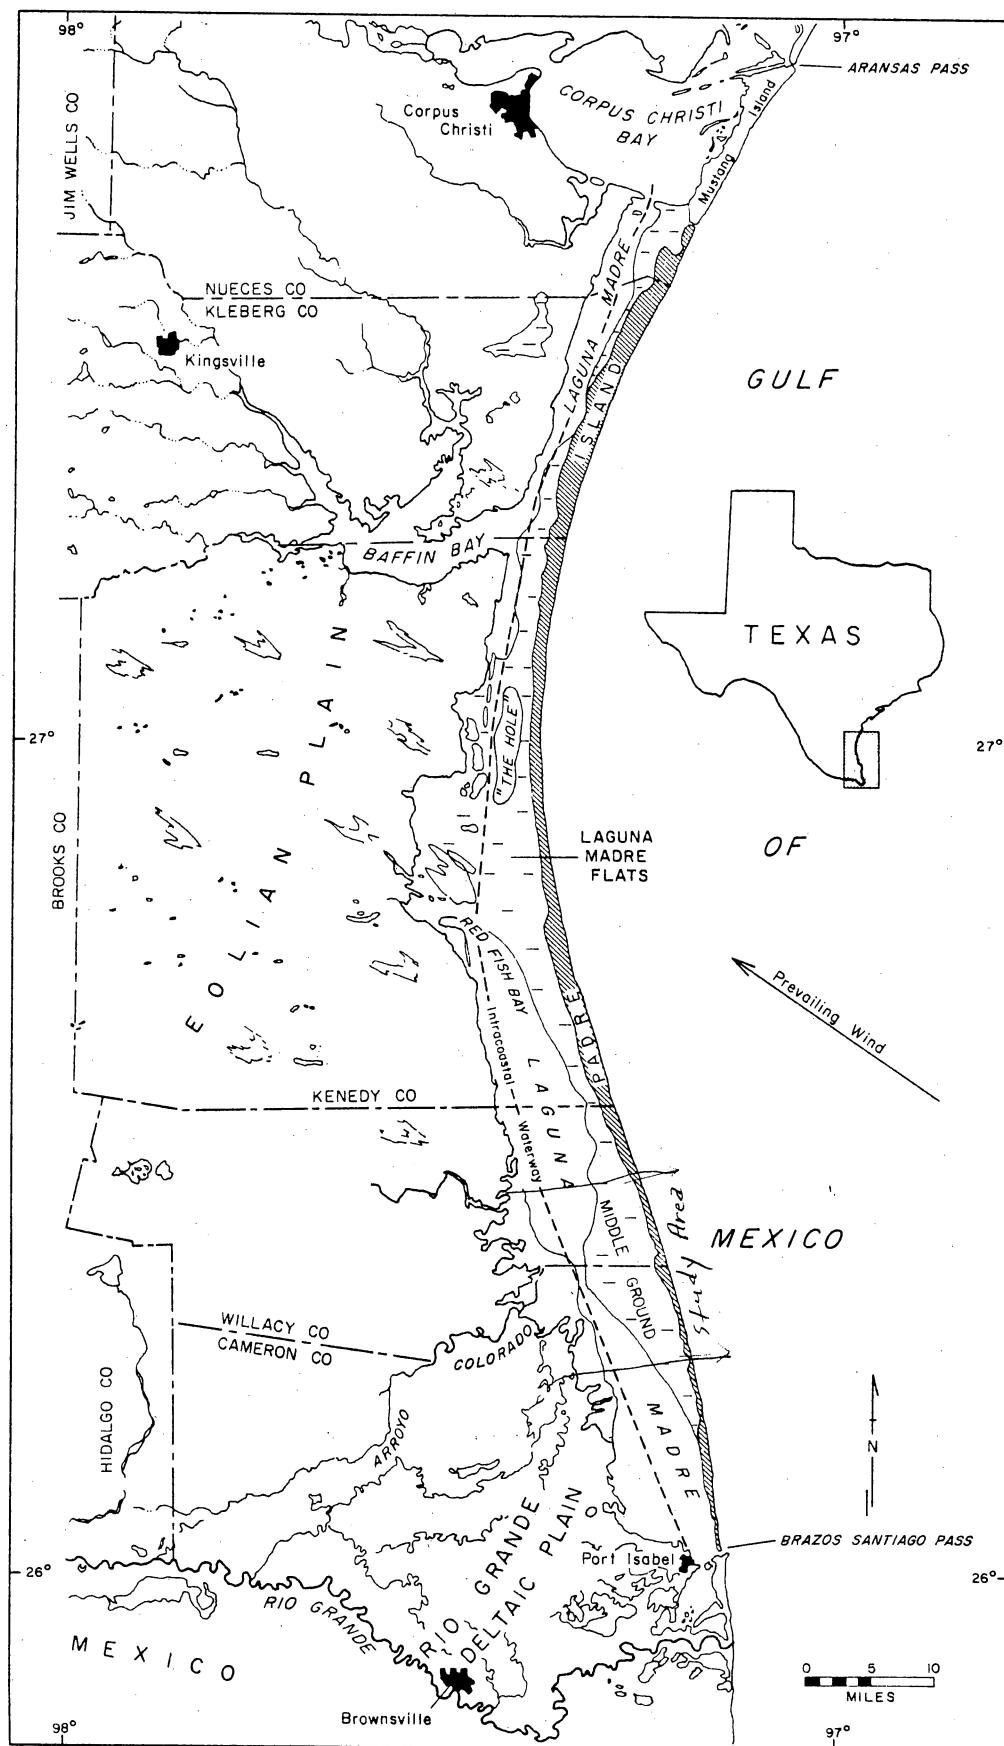 98°
97°
ARANSAS PASS
Corpus
Christi
CORPUS CHRISTI
BAY
Mustang Island
JIM WELLS CO
NUECES CO
KLEBERG CO
Kingsville
LAGUNA MADRE
ISLAND
GULF
BAFFIN BAY
TEXAS
EOLIAN PLAIN
"THE HOLE"
27°
27°
BROOKS CO
LAGUNA
MADRE
FLATS
OF
RED FISH BAY
Prevailing Wind
PADRE
Intracoastal Waterway
LAGUNA
KENEDY CO
MIDDLE GROUND
Study Area
MEXICO
WILLACY CO
CAMERON CO
ARROYO COLORADO
HIDALGO CO
MADRE
N
RIO GRANDE
DELTAIC PLAIN
BRAZOS SANTIAGO PASS
Port Isabel
26°
26°
RIO GRANDE
MEXICO
Brownsville
0 5 10
MILES
98°
97°